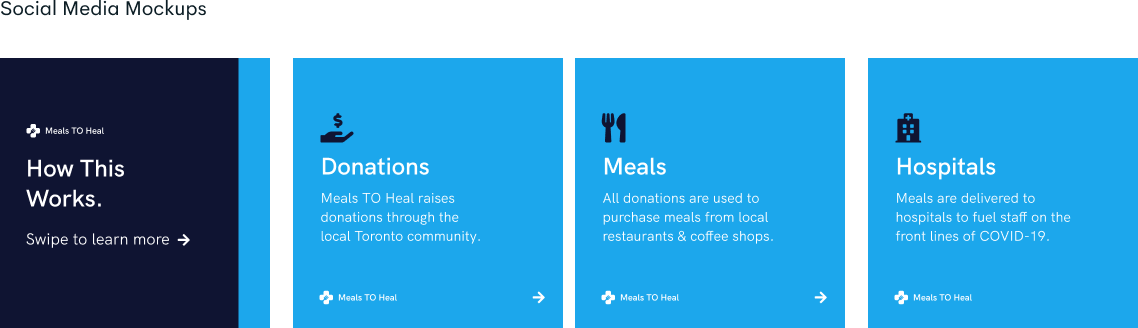 Social Media Mockups
Meals TO Heal
How This
Works.
Swipe to learn more
Donations
Meals TO Heal raises
donations through the
local Toronto community.
Meals TO Heal
Meals
All donations are used to
purchase meals from local
restaurants & coffee shops.
Meals TO Heal
Hospitals
Meals are delivered to
hospitals to fuel staff on the
front lines of COVID-19.
Meals TO Heal